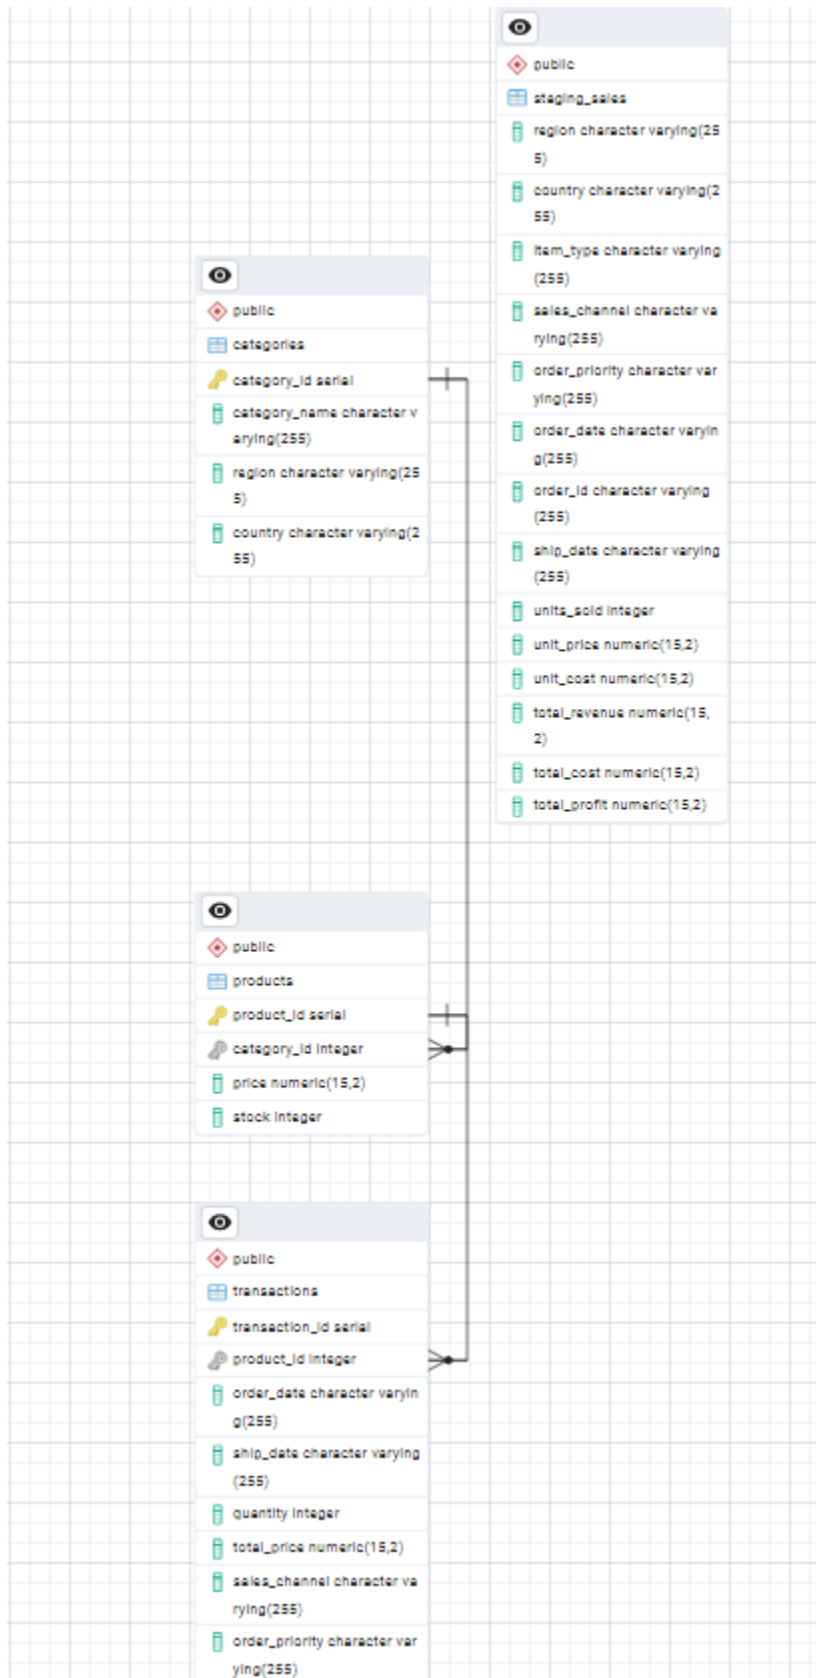 public
staging_sales
region character varying(25
5)
country character varying(2
55)
item_type character varying
(255)
sales_channel character va
rying(255)
order_priority character var
ying(255)
order_date character varyin
g(255)
order_id character varying
(255)
ship_date character varying
(255)
units_sold integer
unit_price numeric(15,2)
unit_cost numeric(15,2)
total_revenue numeric(15,
2)
total_cost numeric(15,2)
total_profit numeric(15,2)
public
categories
category_id serial
category_name character v
arying(255)
region character varying(25
5)
country character varying(2
55)
public
products
product_id serial
category_id integer
price numeric(15,2)
stock integer
public
transactions
transaction_id serial
product_id integer
order_date character varyin
g(255)
ship_date character varying
(255)
quantity integer
total_price numeric(15,2)
sales_channel character va
rying(255)
order_priority character var
ying(255)